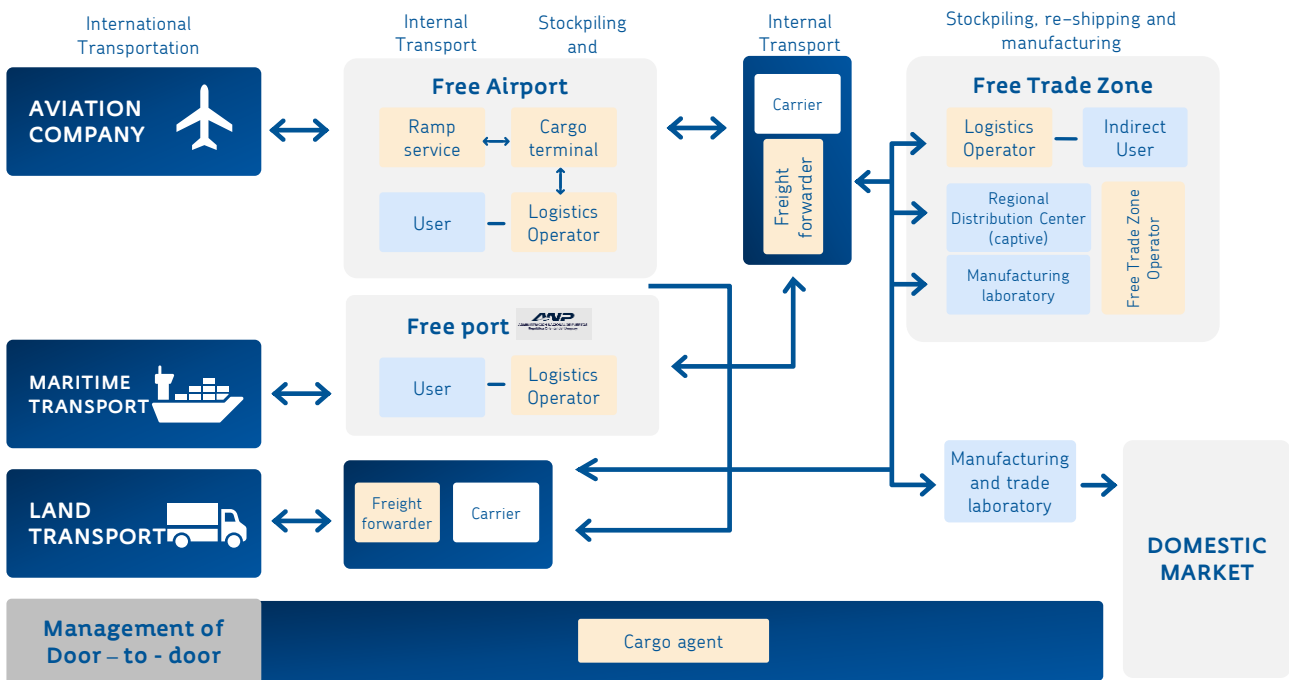 International
Transportation
Internal
Transport
Stockpiling
and
Internal
Transport
Stockpiling, re-shipping and
manufacturing
AVIATION
COMPANY
Free Airport
Ramp
service
Cargo
terminal
User
Logistics
Operator
Carrier
Freight
forwarder
Free Trade Zone
Logistics
Operator
Indirect
User
Regional
Distribution Center
(captive)
Manufacturing
laboratory
Free Trade Zone
Operator
MARITIME
TRANSPORT
Free port
ANP
User
Logistics
Operator
LAND
TRANSPORT
Freight
forwarder
Carrier
Manufacturing
and trade
laboratory
DOMESTIC
MARKET
Management of
Door – to - door
Cargo agent